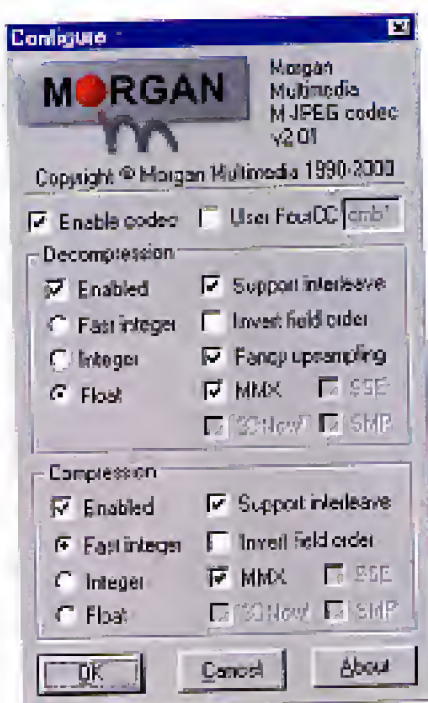 Configure
MORGAN
m
Morgan
Multimedia
MJPEG codec
v2.01
Copyright © Morgan Multimedia 1990-2000
Enable codec User FourCC
Decompression
Enabled Support interleave
Fast integer Invert field order
Integer Fancy upsampling
Float MMX SSE
3DNow! SMP
Compression
Enabled Support interleave
Fast integer Invert field order
Integer MMX SSE
Float 3DNow! SMP
OK Cancel About